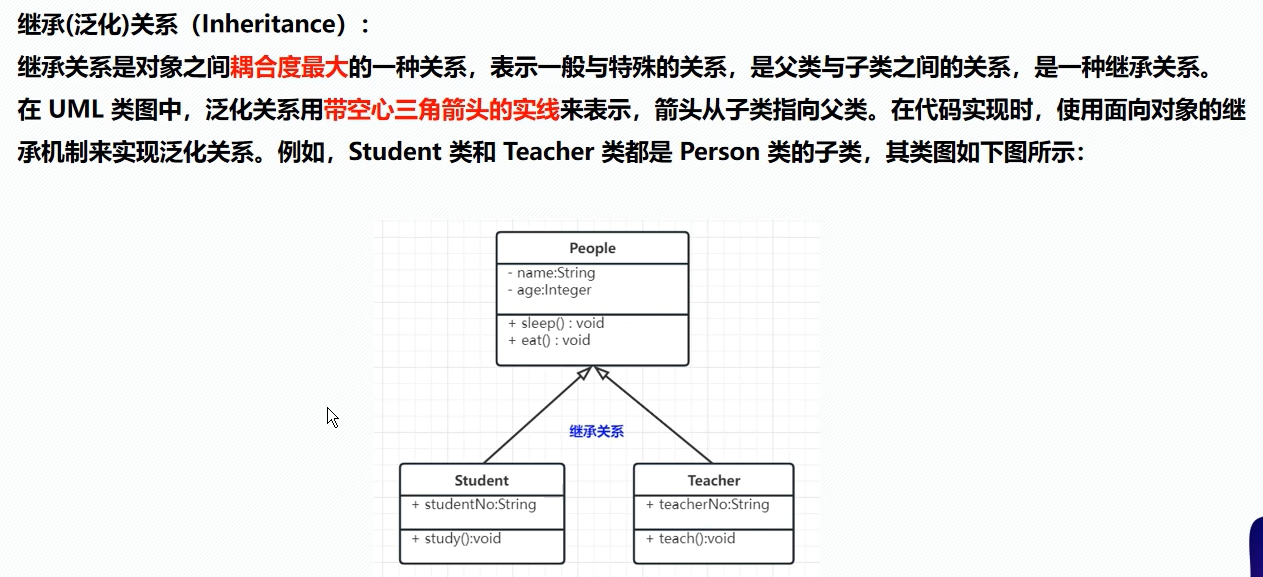 继承(泛化)关系（Inheritance）：
继承关系是对象之间耦合度最大的一种关系，表示一般与特殊的关系，是父类与子类之间的关系，是一种继承关系。
在 UML 类图中，泛化关系用带空心三角箭头的实线来表示，箭头从子类指向父类。在代码实现时，使用面向对象的继
承机制来实现泛化关系。例如，Student 类和 Teacher 类都是 Person 类的子类，其类图如下图所示：
People
- name:String
- age:Integer
+ sleep() : void
+ eat() : void
继承关系
Student
+ studentNo:String
+ study():void
Teacher
+ teacherNo:String
+ teach():void